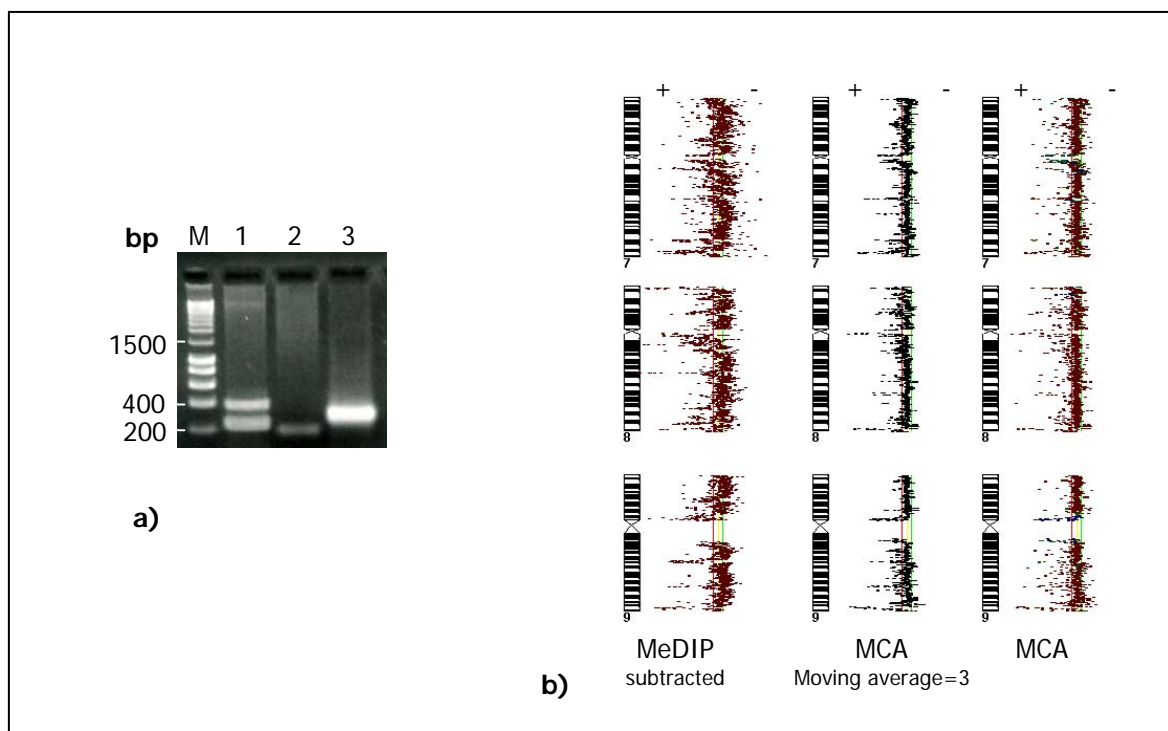 bp M 1 2 3
1500
400
200
a)
+ - + - + -
7 7 7
8 8 8
9 9 9
MeDIP MCA MCA
subtracted Moving average=3
b)